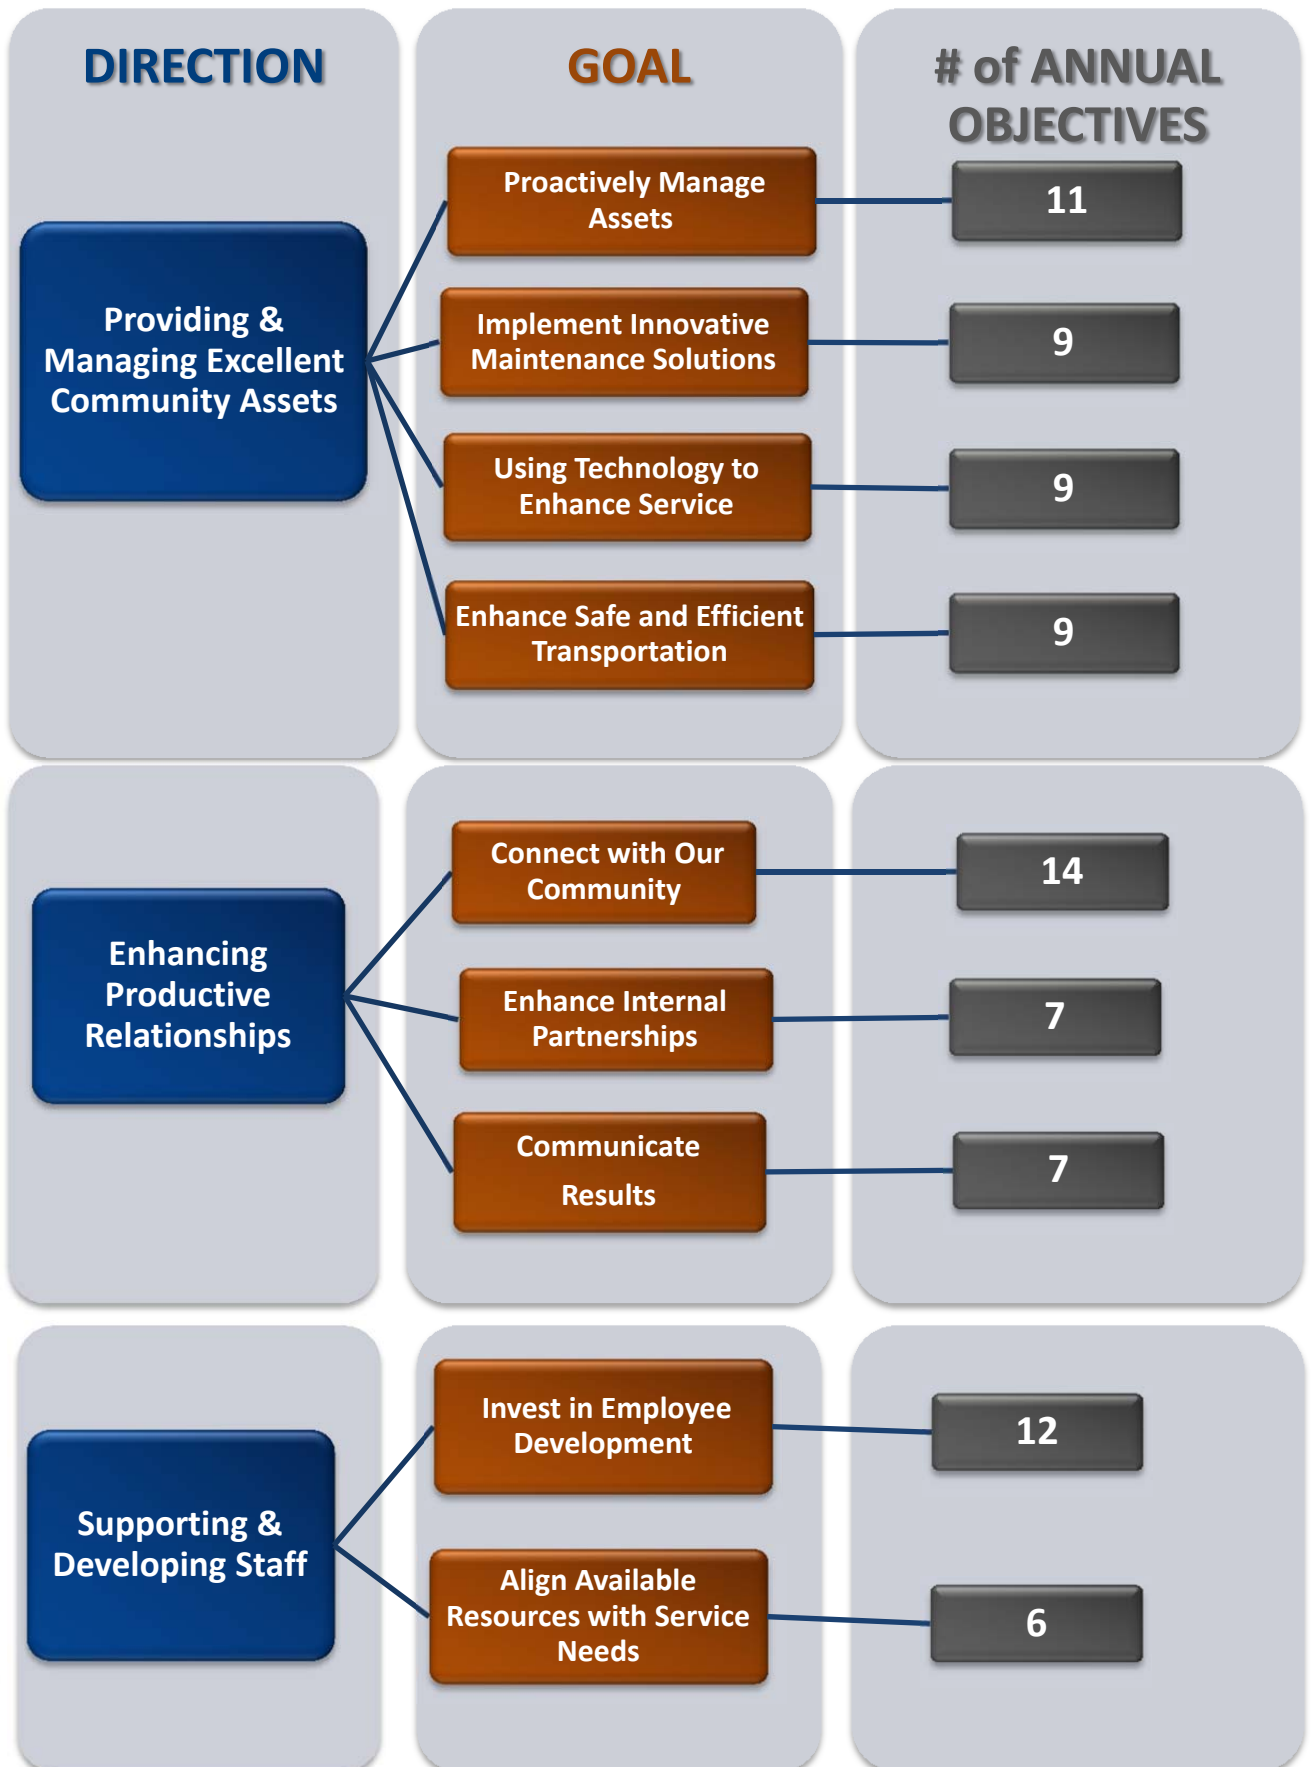 DIRECTION
GOAL
# of ANNUAL
OBJECTIVES
Providing &
Managing Excellent
Community Assets
Proactively Manage
Assets
11
Implement Innovative
Maintenance Solutions
9
Using Technology to
Enhance Service
9
Enhance Safe and Efficient
Transportation
9
Enhancing
Productive
Relationships
Connect with Our
Community
14
Enhance Internal
Partnerships
7
Communicate
Results
7
Supporting &
Developing Staff
Invest in Employee
Development
12
Align Available
Resources with Service
Needs
6